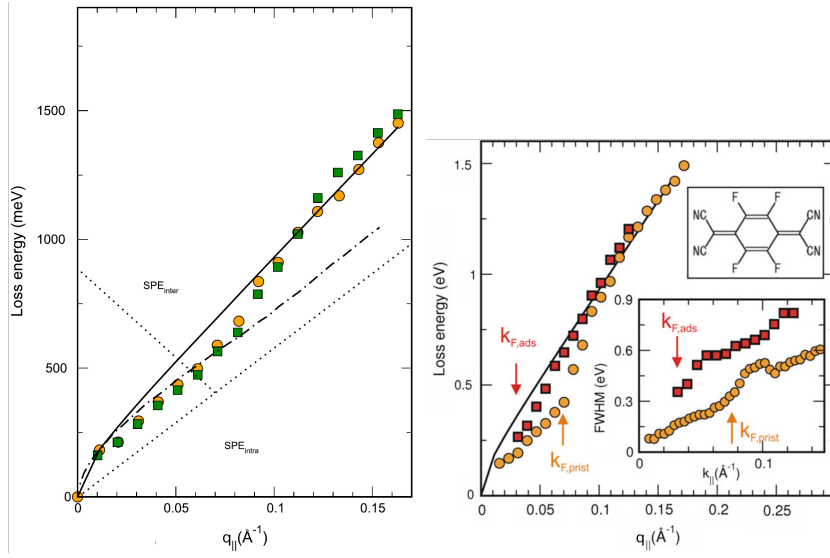 1500
1000
500
0
Loss energy (meV)
SPEinter
SPEintra
0
0.05
0.1
0.15
q||(Å-1)
1.5
1
0.5
0
Loss energy (eV)
kF,ads
kF,prist
0
0.05
0.1
0.15
0.2
0.25
q||(Å-1)
F F
NC CN
NC CN
F F
0.9
0.6
0.3
0
FWHM (eV)
kF,ads
kF,prist
0 0.1
k||(Å-1)